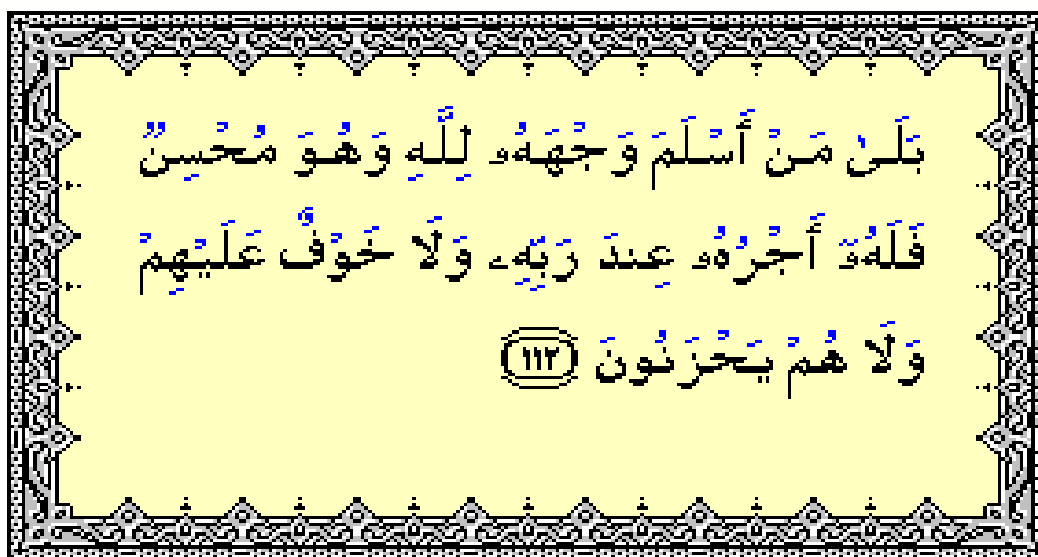 بَلَىٰ مَنْ أَسْلَمَ وَجْهَهُۥ لِلَّهِ وَهُوَ مُحْسِنٌ
فَلَهُۥٓ أَجْرُهُۥ عِندَ رَبِّهِۦ وَلَا خَوْفٌ عَلَيْهِمْ
وَلَا هُمْ يَحْزَنُونَ ١١٢